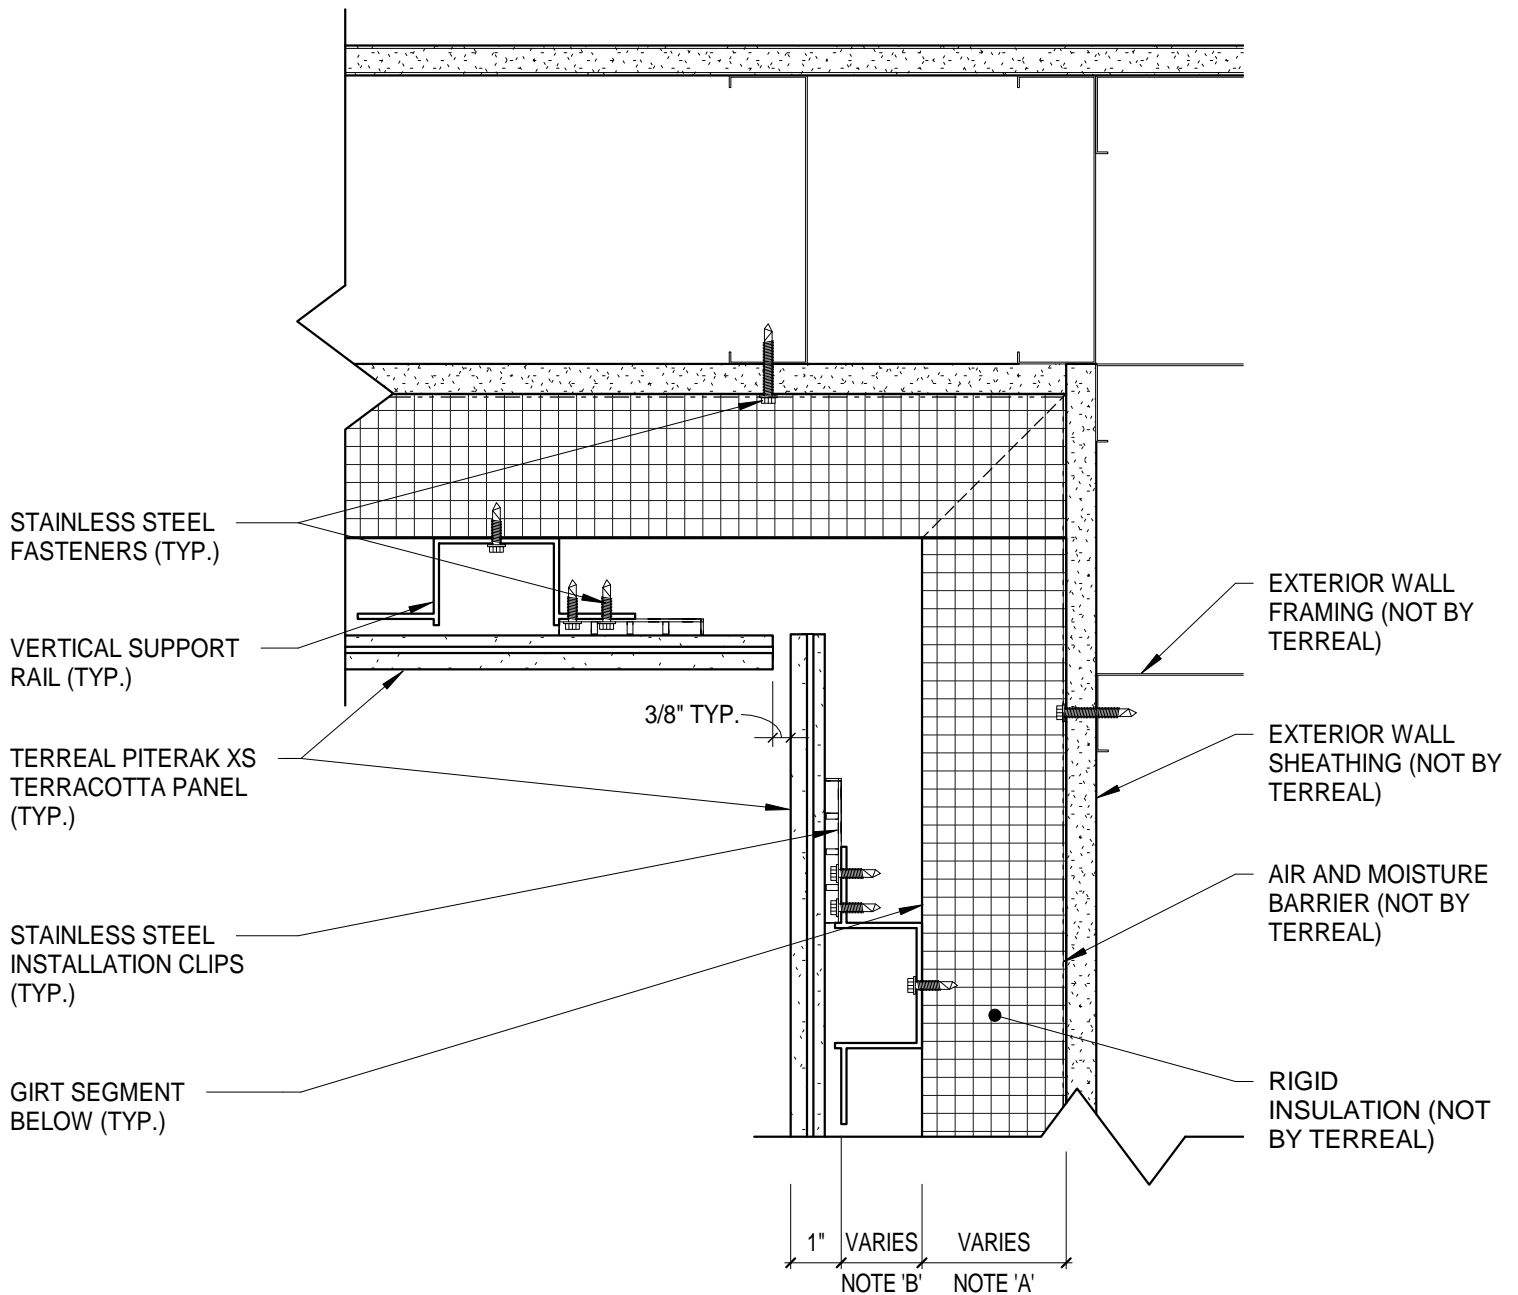 STAINLESS STEEL
FASTENERS (TYP.)
VERTICAL SUPPORT
RAIL (TYP.)
TERREAL PITERAK XS
TERRACOTTA PANEL
(TYP.)
STAINLESS STEEL
INSTALLATION CLIPS
(TYP.)
GIRT SEGMENT
BELOW (TYP.)
3/8" TYP.
EXTERIOR WALL
FRAMING (NOT BY
TERREAL)
EXTERIOR WALL
SHEATHING (NOT BY
TERREAL)
AIR AND MOISTURE
BARRIER (NOT BY
TERREAL)
RIGID
INSULATION (NOT
BY TERREAL)
1" VARIES VARIES
NOTE 'B' NOTE 'A'